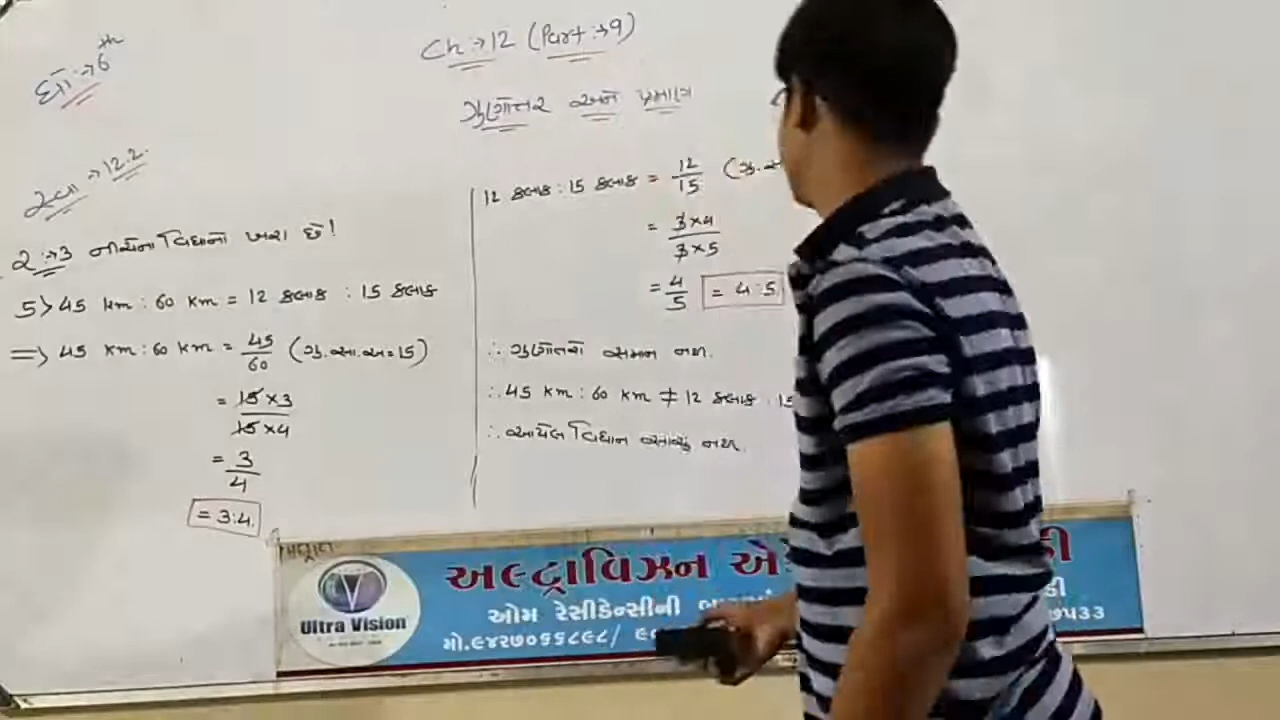 ધો :→ 6th
Ch :→ 12 (Part :→ 9)
ગુણોત્તર અને પ્રમાણ
સ્વા :→ 12.2.
2 :→ 3 નીચેના વિધાનો ખરા છે!
5> 45 km : 60 km = 12 કલાક : 15 કલાક
=> 45 km : 60 km = 45/60 (ગુ.સા.અ = 15)
= 15 × 3 / 15 × 4
= 3/4
= 3:4.
12 કલાક : 15 કલાક = 12/15 (ગુ.સા
= 3 × 4 / 3 × 5
= 4/5 = 4:5.
∴ ગુણોત્તરો સમાન નથી.
∴ 45 km : 60 km ≠ 12 કલાક : 15
∴ આપેલ વિધાન સાચું નથી.
Ultra Vision
અલ્ટ્રાવિઝન
ઓમ રેસીડેન્સીની
મો.૯૪૨૭૦૬૬૮૯૮/
૭૫૩૩